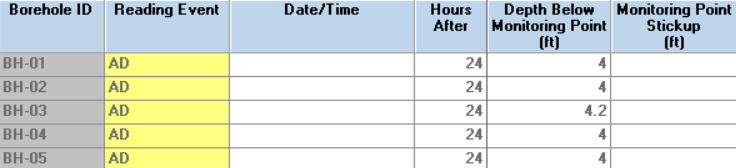 Borehole ID Reading Event Date/Time Hours After Depth Below Monitoring Point (ft) Monitoring Point Stickup (ft)
BH-01 AD 24 4
BH-02 AD 24 4
BH-03 AD 24 4.2
BH-04 AD 24 4
BH-05 AD 24 4